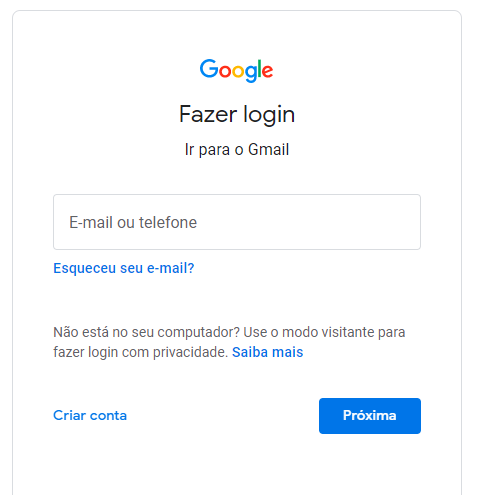 Google
Fazer login
Ir para o Gmail
E-mail ou telefone
Esqueceu seu e-mail?
Não está no seu computador? Use o modo visitante para
fazer login com privacidade. Saiba mais
Criar conta
Próxima